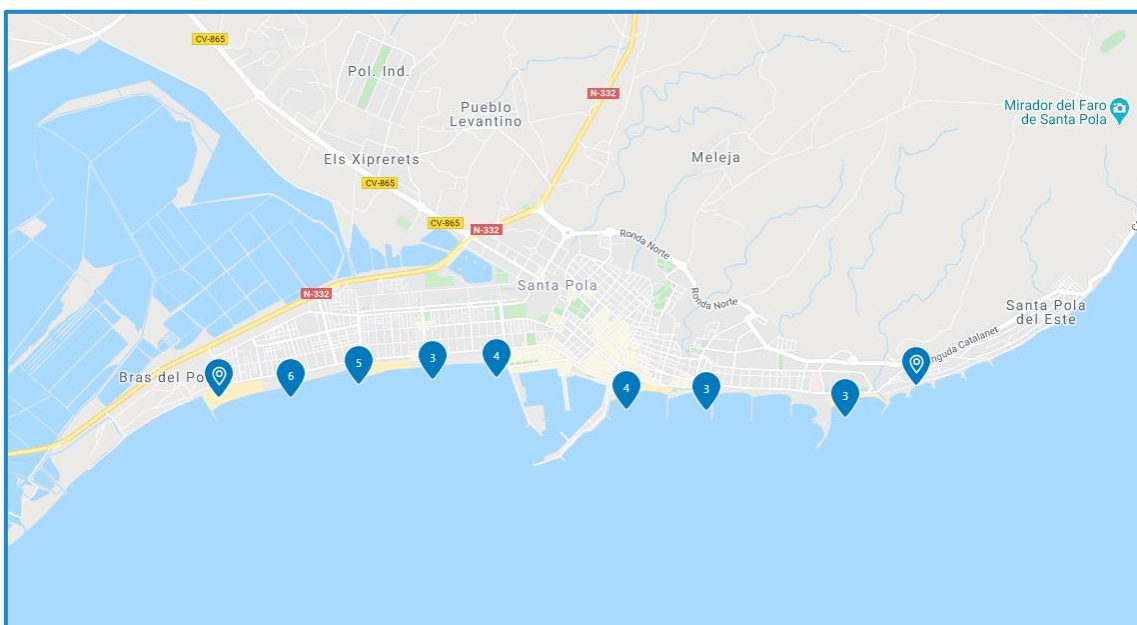 CV-865
Pol. Ind.
N-332
Pueblo
Levantino
Mirador del Faro
de Santa Pola
Els Xiprerets
Meleja
CV-865
CV-865
N-332
Ronda Norte
Santa Pola
N-332
Ronda Norte
Santa Pola
del Este
nguda Catalanet
Bras del Po
6
5
3
4
4
3
3